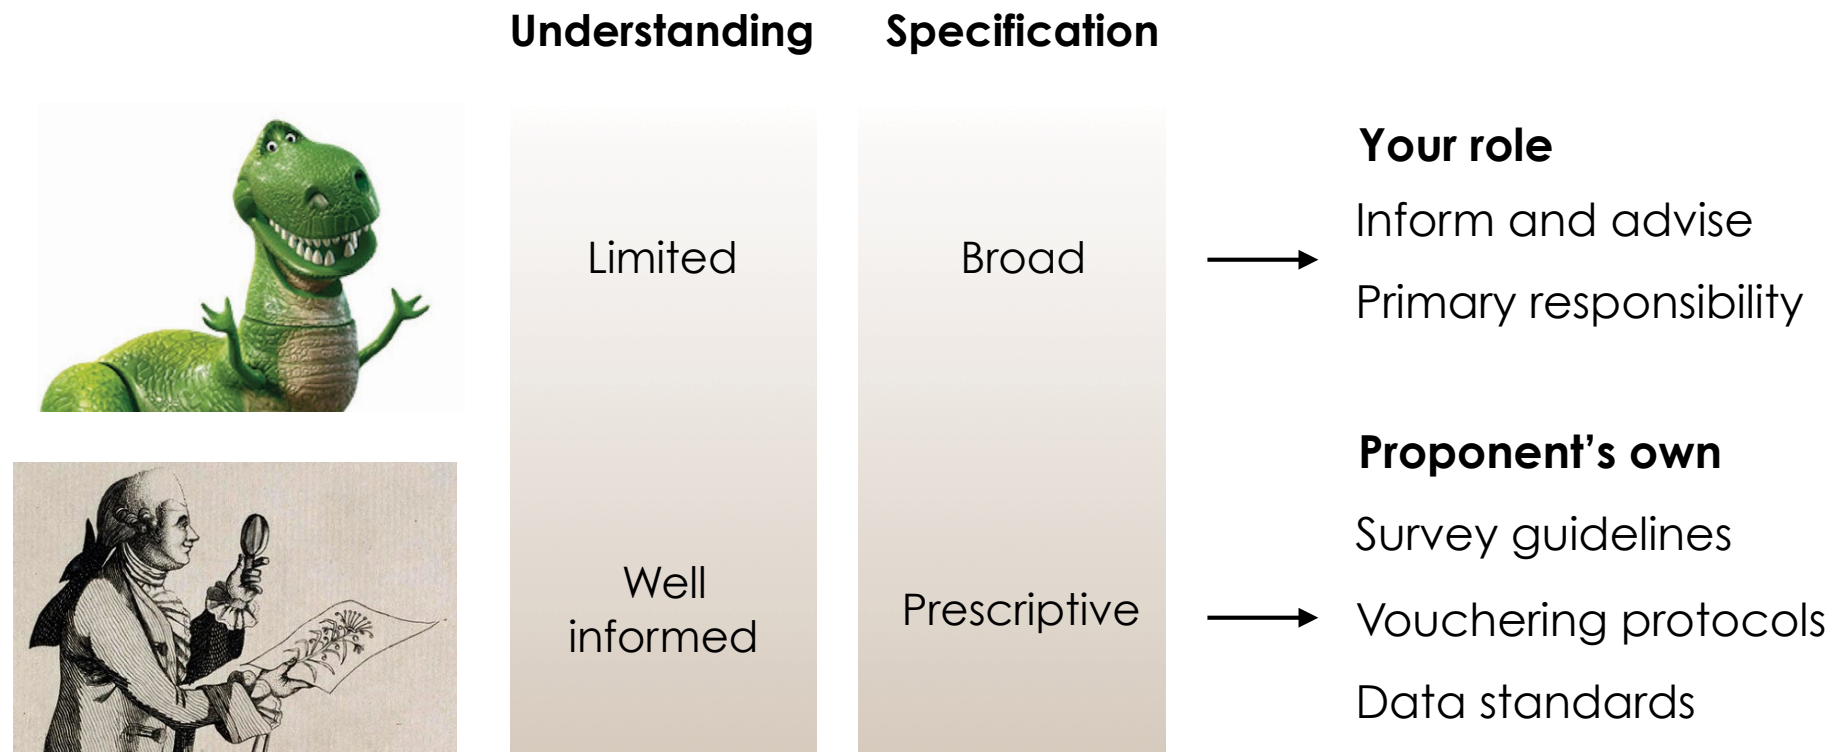 Understanding
Specification
Limited
Broad
Your role
Inform and advise
Primary responsibility
Well
informed
Prescriptive
Proponent’s own
Survey guidelines
Vouchering protocols
Data standards